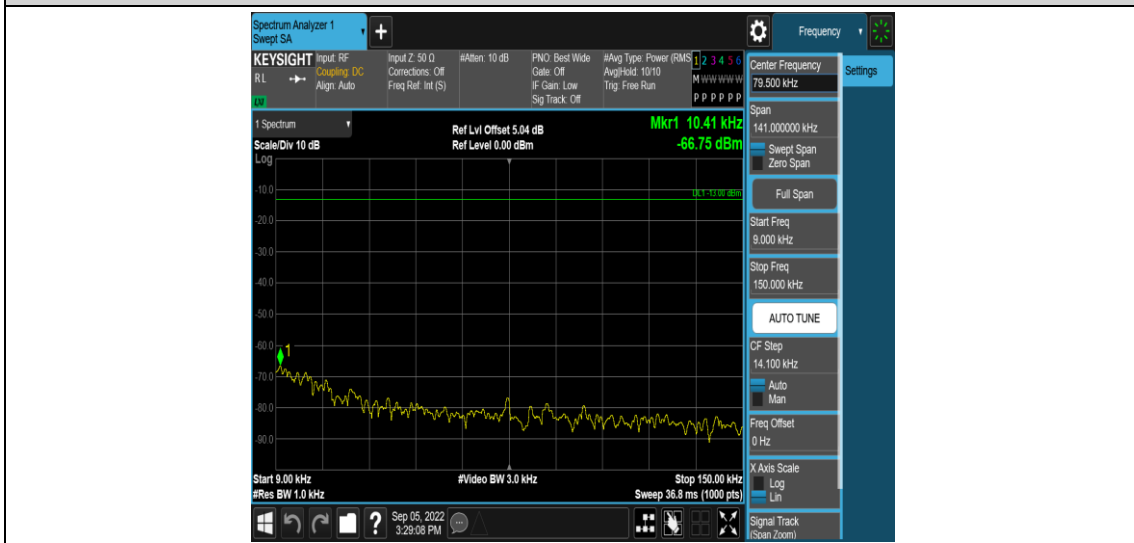 Spectrum Analyzer 1
Swept SA
+
Frequency
KEYSIGHT
RL
LXI
Input: RF
Coupling: DC
Align: Auto
Input Z: 50 Ω
Corrections: Off
Freq Ref: Int (S)
#Atten: 10 dB
PNO: Best Wide
Gate: Off
IF Gain: Low
Sig Track: Off
#Avg Type: Power (RMS
Avg|Hold: 10/10
Trig: Free Run
1 2 3 4 5 6
M W W W W W
P P P P P P
1 Spectrum
Scale/Div 10 dB
Log
Ref Lvl Offset 5.04 dB
Ref Level 0.00 dBm
Mkr1 10.41 kHz
-66.75 dBm
DL1 -13.00 dBm
-10.0
-20.0
-30.0
-40.0
-50.0
-60.0
-70.0
-80.0
-90.0
1
Start 9.00 kHz
#Res BW 1.0 kHz
#Video BW 3.0 kHz
Stop 150.00 kHz
Sweep 36.8 ms (1000 pts)
?
Sep 05, 2022
3:29:08 PM
Center Frequency
79.500 kHz
Settings
Span
141.000000 kHz
Swept Span
Zero Span
Full Span
Start Freq
9.000 kHz
Stop Freq
150.000 kHz
AUTO TUNE
CF Step
14.100 kHz
Auto
Man
Freq Offset
0 Hz
X Axis Scale
Log
Lin
Signal Track
(Span Zoom)